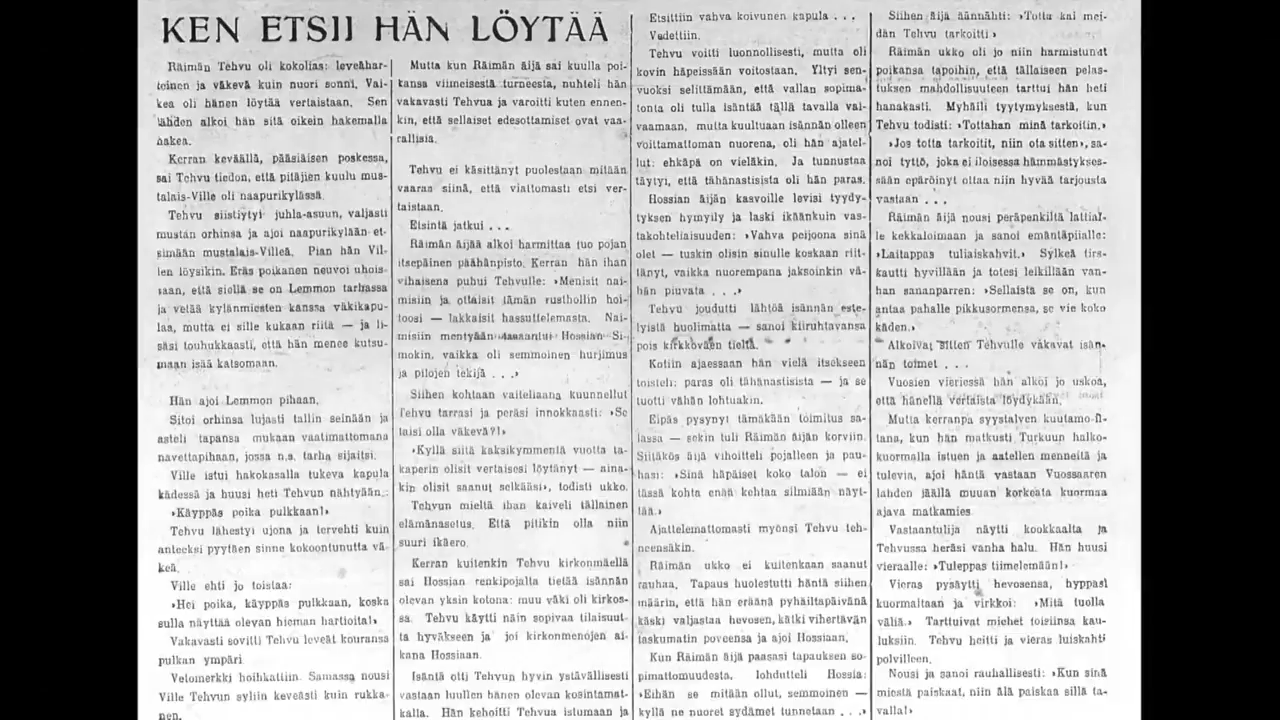 KEN ETSII HÄN LÖYTÄÄ
Räimän Tehvu oli kokolias: leveähar-
teinen ja väkevä kuin nuori sonni. Vai-
kea oli hänen löytää vertaistaan. Sen
lähden alkoi hän sitä oikein hakemalla
hakea.
Kerran keväällä, pääsiäisen poskessa,
sai Tehvu tiedon, että pitäjien kuulu mus-
talais-Ville oli naapurikylässä.
Tehvu siistiytyi juhla-asuun, valjasti
mustan orhinsa ja ajoi naapurikylään et-
simään mustalais-Villeä. Pian hän Vil-
len löysikin. Eräs poikanen neuvoi uhois-
saan, että siellä se on Lemmon tarhassa
ja vetää kylänmiesten kanssa väkikapu-
laa, mutta ei sille kukaan riitä — ja li-
säsi touhukkaasti, että hän menee kutsu-
maan isää katsomaan.
Hän ajoi Lemmon pihaan.
Sitoi orhinsa lujasti tallin seinään ja
asteli tapansa mukaan vaatimattomana
navettapihaan, jossa n.s. tarha sijaitsi.
Ville istui hakokasalla tukeva kapula
kädessä ja huusi heti Tehvun nähtyään:
»Käyppäs poika pulkkaan!»
Tehvu lähestyi ujona ja tervehti kuin
anteeksi pyytäen sinne kokoontunutta vä-
keä.
Ville ehti jo toistaa:
»Hei poika, käyppäs pulkkaan, koska
sulla näyttää olevan hieman hartioita!»
Vakavasti sovitti Tehvu leveät kouransa
pulkan ympäri.
Vetomerkki hoihkattiin. Samassa nousi
Ville Tehvun syliin keveästi kuin rukka-
nen.
Mutta kun Räimän äijä sai kuulla poi-
kansa viimeisestä turneesta, nuhteli hän
vakavasti Tehvua ja varoitti kuten ennen-
kin, että sellaiset edesottamiset ovat vaa-
rallisia.
Tehvu ei käsittänyt puolestaan mitään
vaaraa siinä, että viattomasti etsi ver-
taistaan.
Etsintä jatkui . . .
Räimän äijää alkoi harmittaa tuo pojan
itsepäinen päähänpisto. Kerran hän ihan
vihaisena puhui Tehvulle: »Menisit nai-
misiin ja ottaisit tämän rusthollin hoi-
toosi — lakkaisit hassuttelemasta. Nai-
misiin mentyään asaantui Hossian Si-
mokin, vaikka oli semmoinen hurjimus
ja pilojen tekijä . . .»
Siihen kohtaan vaiteliaana kuunnellut
Tehvu tarrasi ja peräsi innokkaasti: »Se
taisi olla väkevä?!»
»Kyllä siitä kaksikymmentä vuotta ta-
kaperin olisit vertaisesi löytänyt — aina-
kin olisit saanut selkääsi», todisti ukko.
Tehvun mieltä ihan kaiveli tällainen
elämänasetus. Että pitikin olla niin
suuri ikäero.
Kerran kuitenkin Tehvu kirkonmäellä
sai Hossian renkipojalta tietää isännän
olevan yksin kotona: muu väki oli kirkos-
sa. Tehvu käytti näin sopivaa tilaisuut-
ta hyväkseen ja joi kirkonmenojen ai-
kana Hossiaan.
Isäntä otti Tehvun hyvin ystävällisesti
vastaan luullen hänen olevan kosintamat-
kalla. Hän kehoitti Tehvua istumaan ja
Etsittiin vahva koivunen kapula . . .
Vedettiin.
Tehvu voitti luonnollisesti, mutta oli
kovin häpeissään voitostaan. Yltyi sen-
vuoksi selittämään, että vallan sopima-
tonta oli tulla isäntää tällä tavalla vai-
vaamaan, mutta kuultuaan isännän olleen
voittamattoman nuorena, oli hän ajatel-
lut: ehkäpä on vieläkin. Ja tunnustaa
täytyi, että tähänastisista oli hän paras.
Hossian äijän kasvoille levisi tyydy-
tyksen hymyily ja laski ikäänkuin vas-
takohteliaisuuden: »Vahva peijoona sinä
olet — tuskin olisin sinulle koskaan riit-
tänyt, vaikka nuorempana jaksoinkin vä-
hän piuvata . . .»
Tehvu joudutti lähtöä isännän este-
lyistä huolimatta — sanoi kiiruhtavansa
pois kirkkoväen tieltä.
Kotiin ajaessaan hän vielä itsekseen
toisteli: paras oli tähänastisista — ja se
tuotti vähän lohtuakin.
Eipäs pysynyt tämäkään toimitus sa-
lassa — sekin tuli Räimän äijän korviin.
Siitäkös äijä vihoitteli pojalleen ja pau-
hasi: »Sinä häpäiset koko talon — ei
tässä kohta enää kehtaa silmiään näyt-
tää.»
Ajattelemattomasti myönsi Tehvu teh-
neensäkin.
Räimän ukko ei kuitenkaan saanut
rauhaa. Tapaus huolestutti häntä siihen
määrin, että hän eräänä pyhäiltapäivänä
käski valjastaa hevosen, kätki vihertävän
taskumatin poveensa ja ajoi Hossiaan.
Kun Räimän äijä paasasi tapauksen so-
pimattomuudesta, lohdutteli Hossia:
»Eihän se mitään ollut, semmoinen —
kyllä ne nuoret sydämet tunnetaan . . .»
Siihen äijä äännähti: »Totta kai mei-
dän Tehvu tarkoitti»
Räimän ukko oli jo niin harmistunut
poikansa tapoihin, että tällaiseen pelas-
tuksen mahdollisuuteen tarttui hän heti
hanakasti. Myhäili tyytymyksestä, kun
Tehvu todisti: »Tottahan minä tarkoitin.»
»Jos totta tarkoitit, niin ota sitten», sa-
noi tyttö, joka ei iloisessa hämmästykses-
sään epäröinyt ottaa niin hyvää tarjousta
vastaan . . .
Räimän äijä nousi peräpenkiltä lattial-
le kekkaloimaan ja sanoi emäntäpiialle:
»Laitappas tuliaiskahvit.» Sylkeä tirs-
kautti hyvillään ja totesi leikillään van-
han sananparren: »Sellaista se on, kun
antaa pahalle pikkusormensa, se vie koko
käden.»
Alkoivat sitten Tehvulle vakavat isän-
nän toimet . . .
Vuosien vieriessä hän alkoi jo uskoa,
että hänellä vertaista löydykään.
Mutta kerranpa syystalven kuutamo-il-
tana, kun hän matkusti Turkuun halko-
kuormalla istuen ja aatellen menneitä ja
tulevia, ajoi häntä vastaan Vuossaaren
lahden jäällä muuan korkeata kuormaa
ajava matkamies.
Vastaantulija näytti kookkaalta ja
Tehvussa heräsi vanha halu. Hän huusi
vieraalle: »Tuleppas tiimelemään!»
Vieras pysäytti hevosensa, hyppäsi
kuormaltaan ja virkkoi: »Mitä tuolla
väliä.» Tarttuivat miehet toisiinsa kau-
luksiin. Tehvu heitti ja vieras luiskahti
polvilleen.
Nousi ja sanoi rauhallisesti: »Kun sinä
miestä paiskaat, niin älä paiskaa sillä ta-
valla!»